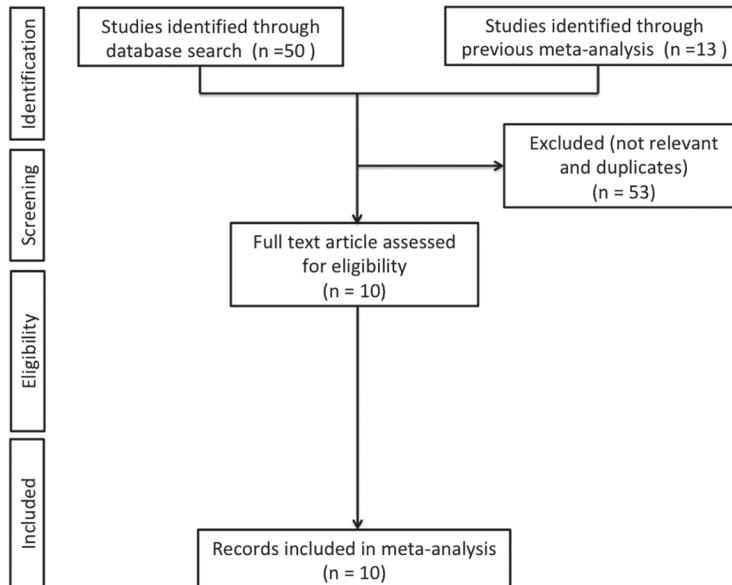 Identification
Studies identified through
database search  (n =50 )
Studies identified through
previous meta-analysis  (n =13 )
Screening
Excluded (not relevant
and duplicates)
(n = 53)
Full text article assessed
for eligibility
(n = 10)
Eligibility
Included
Records included in meta-analysis
(n = 10)